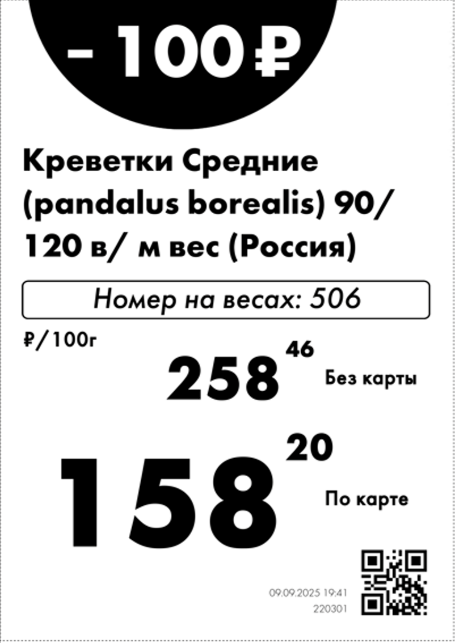 - 100 ₽
Креветки Средние
(pandalus borealis) 90/
120 в/ м вес (Россия)
Номер на весах: 506
₽/100г
258 46 Без карты
158 20 По карте
09.09.2025 19:41
220301